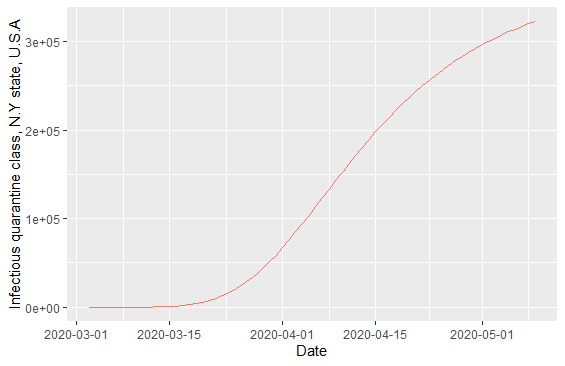 Infectious quarantine class, N.Y state, U.S.A
3e+05
2e+05
1e+05
0e+00
2020-03-01
2020-03-15
2020-04-01
2020-04-15
2020-05-01
Date